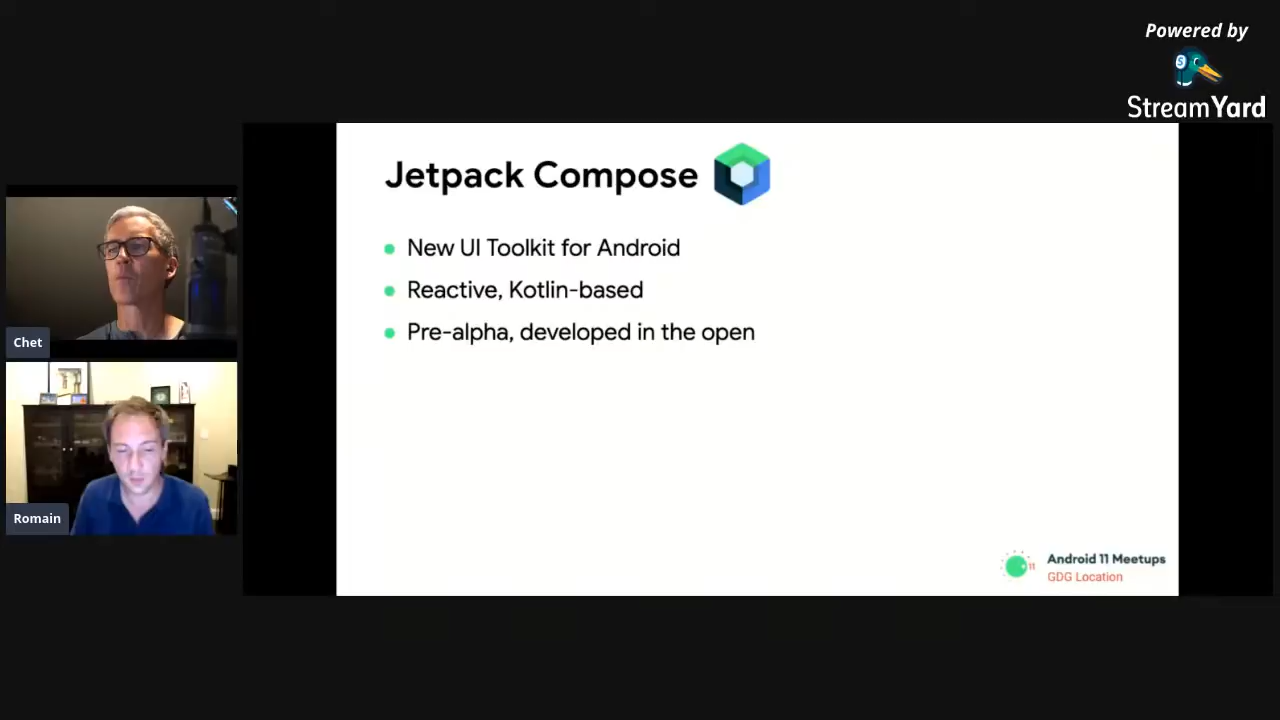 Powered by
StreamYard
Jetpack Compose
New UI Toolkit for Android
Reactive, Kotlin-based
Pre-alpha, developed in the open
Chet
Romain
11
Android 11 Meetups
GDG Location